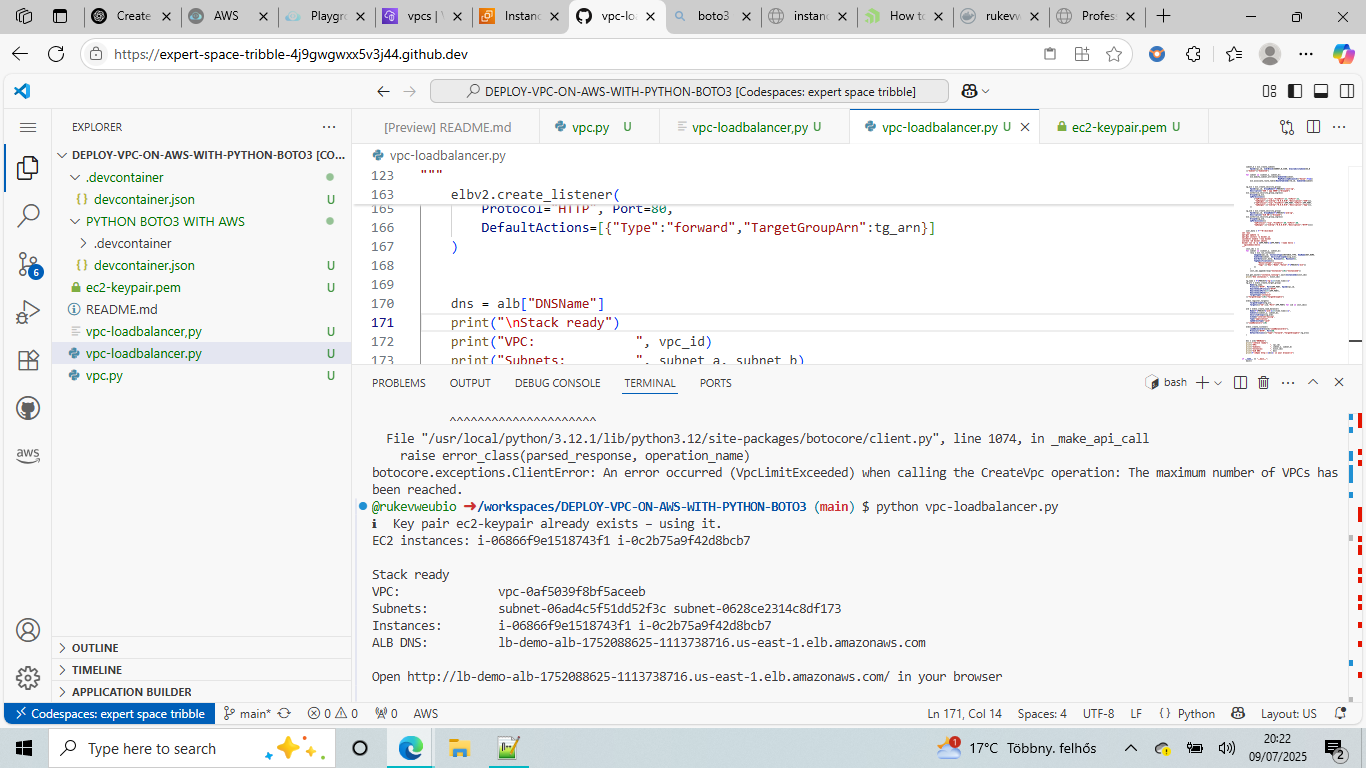 Create
AWS
Playgro
vpcs | V
Instanc
vpc-loa
boto3
instanc
How to
rukevw
Profess
https://expert-space-tribble-4j9gwgwxx5v3j44.github.dev
DEPLOY-VPC-ON-AWS-WITH-PYTHON-BOTO3 [Codespaces: expert space tribble]
EXPLORER
DEPLOY-VPC-ON-AWS-WITH-PYTHON-BOTO3 [CO...
.devcontainer
devcontainer.json U
PYTHON BOTO3 WITH AWS
.devcontainer
devcontainer.json U
ec2-keypair.pem U
README.md
vpc-loadbalancer,py U
vpc-loadbalancer.py U
vpc.py U
OUTLINE
TIMELINE
APPLICATION BUILDER
[Preview] README.md
vpc.py U
vpc-loadbalancer,py U
vpc-loadbalancer.py U
ec2-keypair.pem U
vpc-loadbalancer.py
123 """
163 elbv2.create_listener(
165 Protocol="HTTP", Port=80,
166 DefaultActions=[{"Type":"forward","TargetGroupArn":tg_arn}]
167 )
168
169
170 dns = alb["DNSName"]
171 print("\nStack ready")
172 print("VPC: ", vpc_id)
173 print("Subnets: ", subnet_a, subnet_b)
PROBLEMS
OUTPUT
DEBUG CONSOLE
TERMINAL
PORTS
bash
^^^^^^^^^^^^^^^^^^^^^
File "/usr/local/python/3.12.1/lib/python3.12/site-packages/botocore/client.py", line 1074, in _make_api_call
raise error_class(parsed_response, operation_name)
botocore.exceptions.ClientError: An error occurred (VpcLimitExceeded) when calling the CreateVpc operation: The maximum number of VPCs has
been reached.
@rukevweubio ➜/workspaces/DEPLOY-VPC-ON-AWS-WITH-PYTHON-BOTO3 (main) $ python vpc-loadbalancer.py
ℹ Key pair ec2-keypair already exists – using it.
EC2 instances: i-06866f9e1518743f1 i-0c2b75a9f42d8bcb7
Stack ready
VPC: vpc-0af5039f8bf5aceeb
Subnets: subnet-06ad4c5f51dd52f3c subnet-0628ce2314c8df173
Instances: i-06866f9e1518743f1 i-0c2b75a9f42d8bcb7
ALB DNS: lb-demo-alb-1752088625-1113738716.us-east-1.elb.amazonaws.com
Open http://lb-demo-alb-1752088625-1113738716.us-east-1.elb.amazonaws.com/ in your browser
6
aws
Codespaces: expert space tribble
main*
0
0
0
AWS
Ln 171, Col 14
Spaces: 4
UTF-8
LF
Python
Layout: US
Type here to search
1
17°C Többny. felhős
20:22
09/07/2025
2